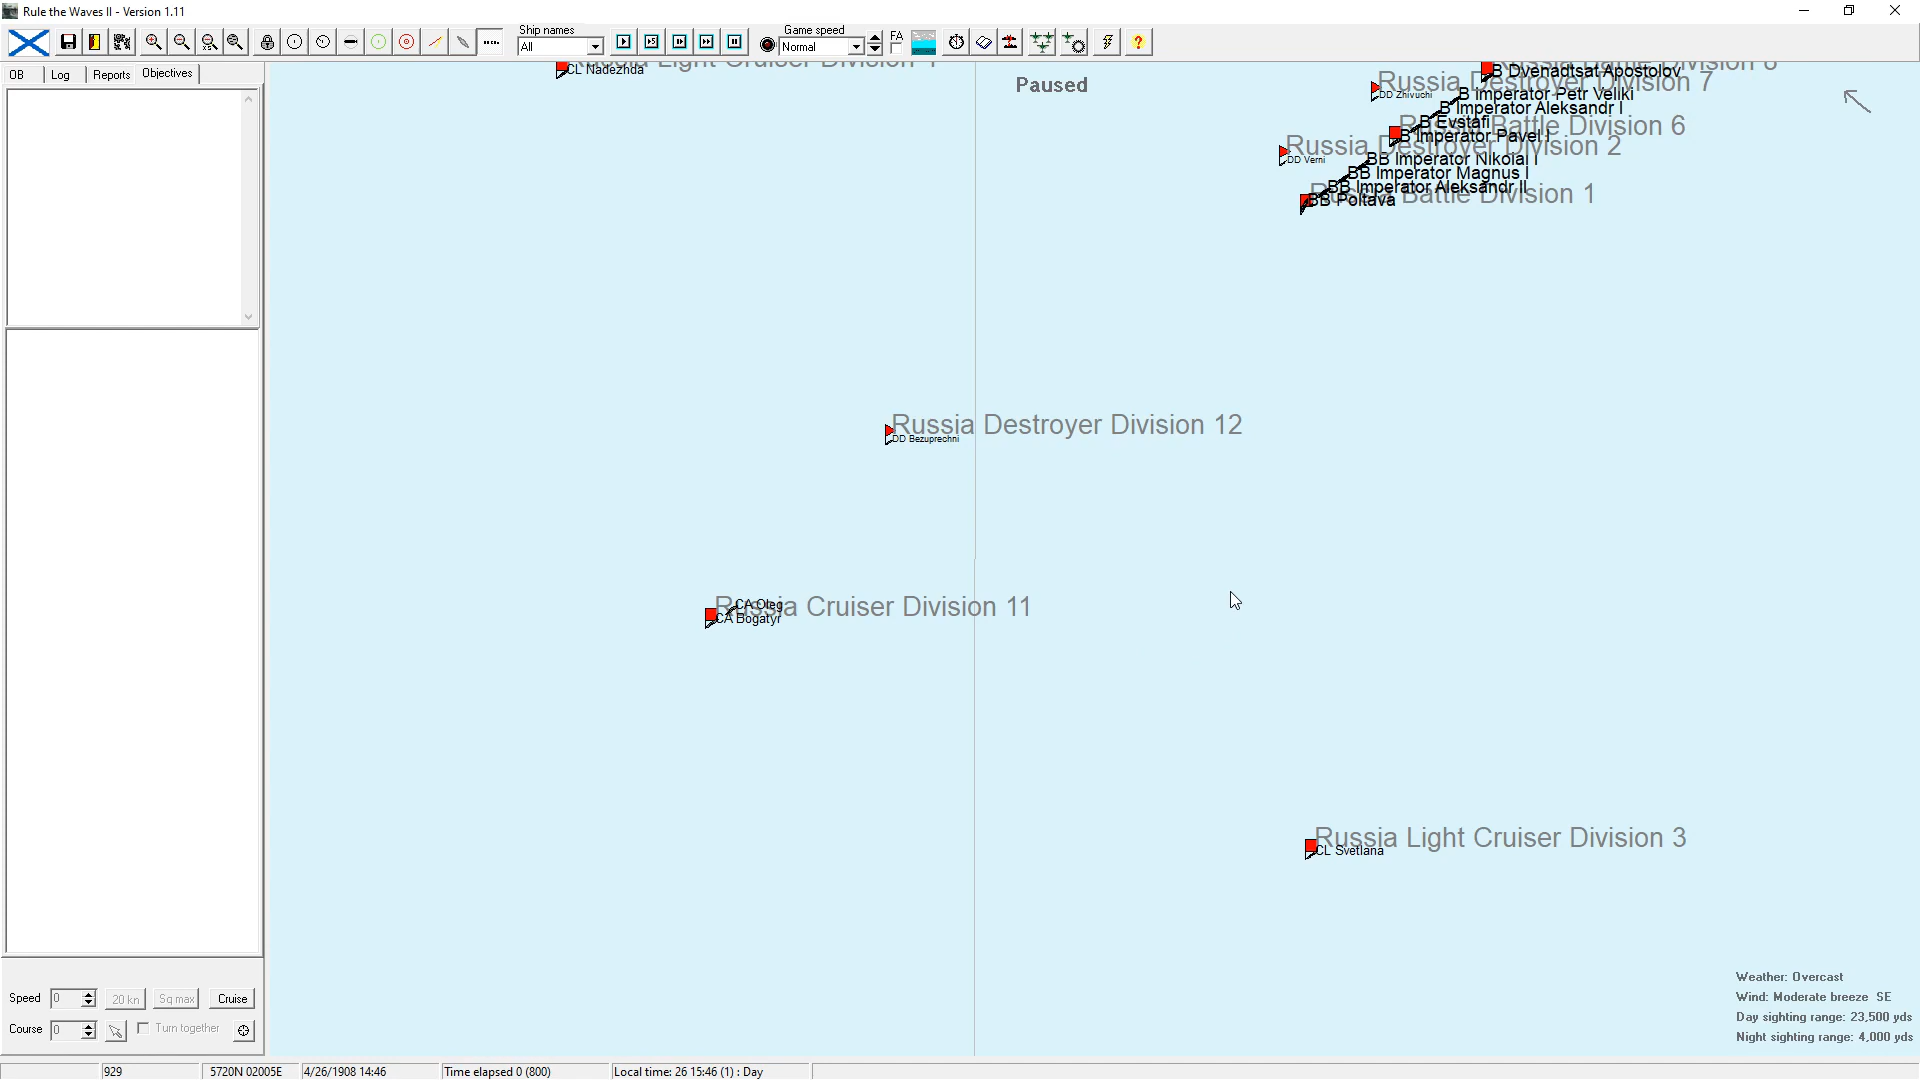 Rule the Waves II - Version 1.11
Ship names
All
Game speed
Normal
FA
OB
Log
Reports
Objectives
Paused
CL Nadezhda
B Dvenadtsat Apostolov
Russia Destroyer Division 7
DD Zhivuchi
B Imperator Petr Veliki
B Imperator Aleksandr I
B Evstafi
Russia Battle Division 6
B Imperator Pavel I
Russia Destroyer Division 2
DD Verni
BB Imperator Nikolai I
BB Imperator Magnus I
BB Imperator Aleksandr II
Russia Battle Division 1
BB Poltava
Russia Destroyer Division 12
DD Bezuprechni
CA Oleg
Russia Cruiser Division 11
CA Bogatyr
Russia Light Cruiser Division 3
CL Svetlana
Weather: Overcast
Wind: Moderate breeze SE
Day sighting range: 23,500 yds
Night sighting range: 4,000 yds
Speed 0 20 kn Sq max Cruise
Course 0 Turn together
929 5720N 02005E 4/26/1908 14:46 Time elapsed 0 (800) Local time: 26 15:46 (1) : Day